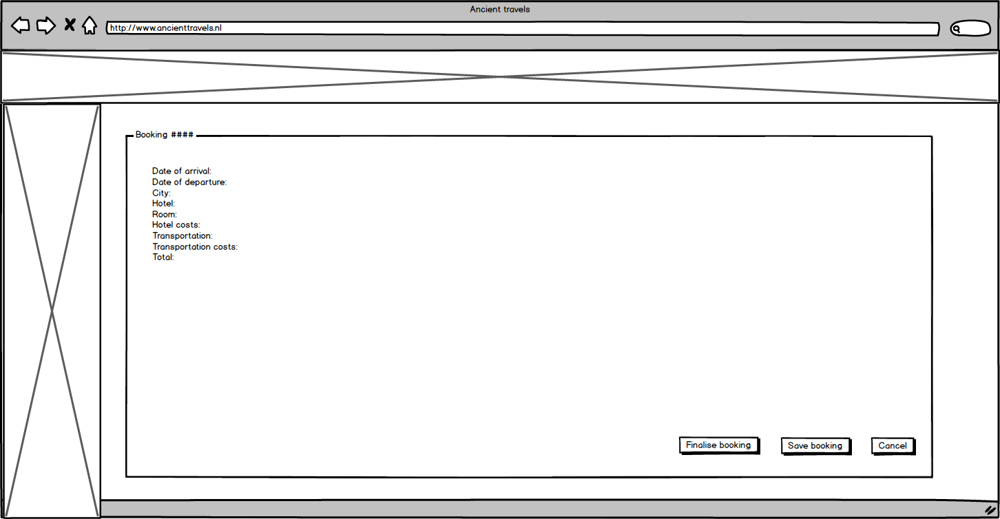 Ancient travels
http://www.ancienttravels.nl
Booking ####
Date of arrival:
Date of departure:
City:
Hotel:
Room:
Hotel costs:
Transportation:
Transportation costs:
Total:
Finalise booking Save booking Cancel